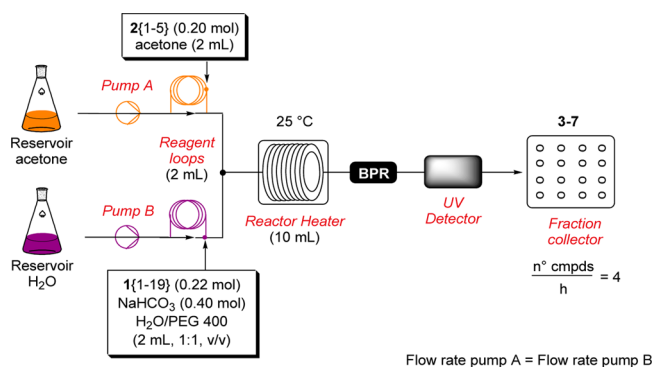 2{1-5} (0.20 mol)
acetone (2 mL)
Pump A
Reservoir
acetone
Reagent
loops
(2 mL)
25 °C
Reactor Heater
(10 mL)
BPR
UV
Detector
3-7
Fraction
collector
n° cmpds
h
= 4
Pump B
Reservoir
H2O
1{1-19} (0.22 mol)
NaHCO3 (0.40 mol)
H2O/PEG 400
(2 mL, 1:1, v/v)
Flow rate pump A = Flow rate pump B